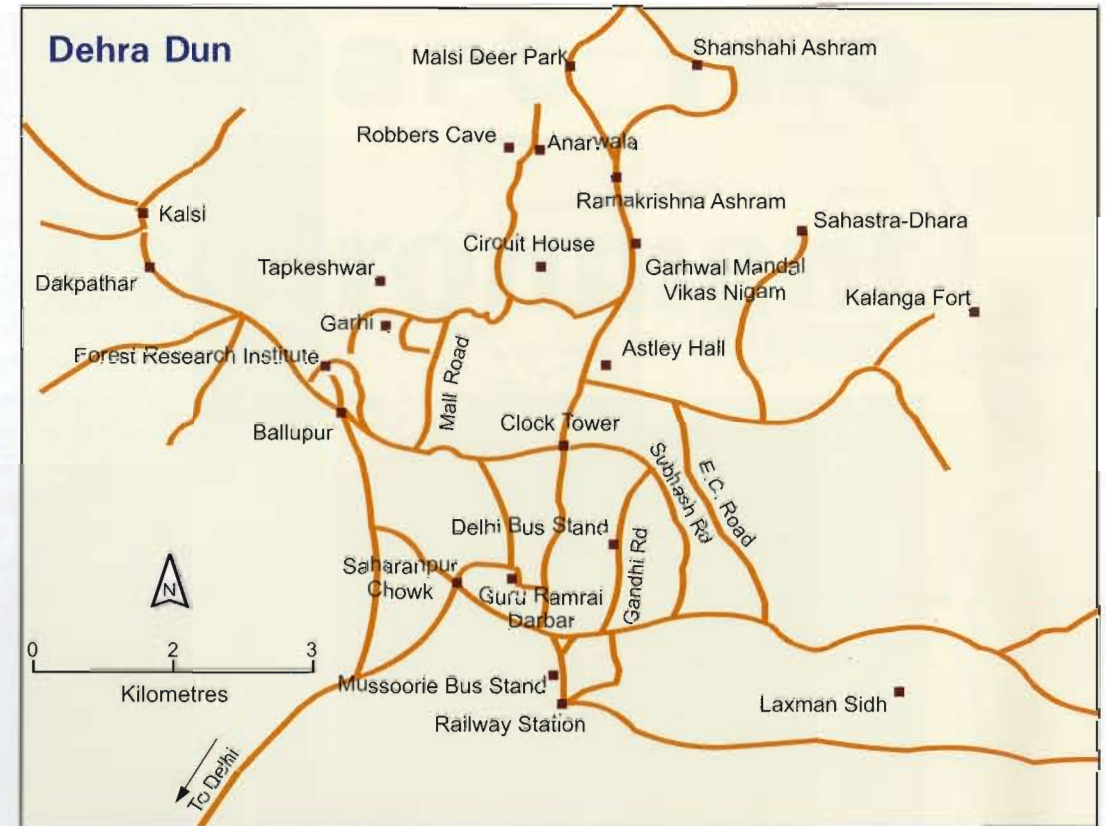 Dehra Dun
Malsi Deer Park
Shanshahi Ashram
Robbers Cave
Anarwala
Ramakrishna Ashram
Kalsi
Sahastra-Dhara
Circuit House
Tapkeshwar
Garhwal Mandal
Vikas Nigam
Dakpathar
Kalanga Fort
Garhi
Forest Research Institute
Astley Hall
Mall Road
Ballupur
Clock Tower
Subhash Rd
E.C. Road
Delhi Bus Stand
Saharanpur
Chowk
Guru Ramrai
Darbar
Gandhi Rd
N
0 2 3
Kilometres
Mussoorie Bus Stand
Railway Station
Laxman Sidh
To Delhi